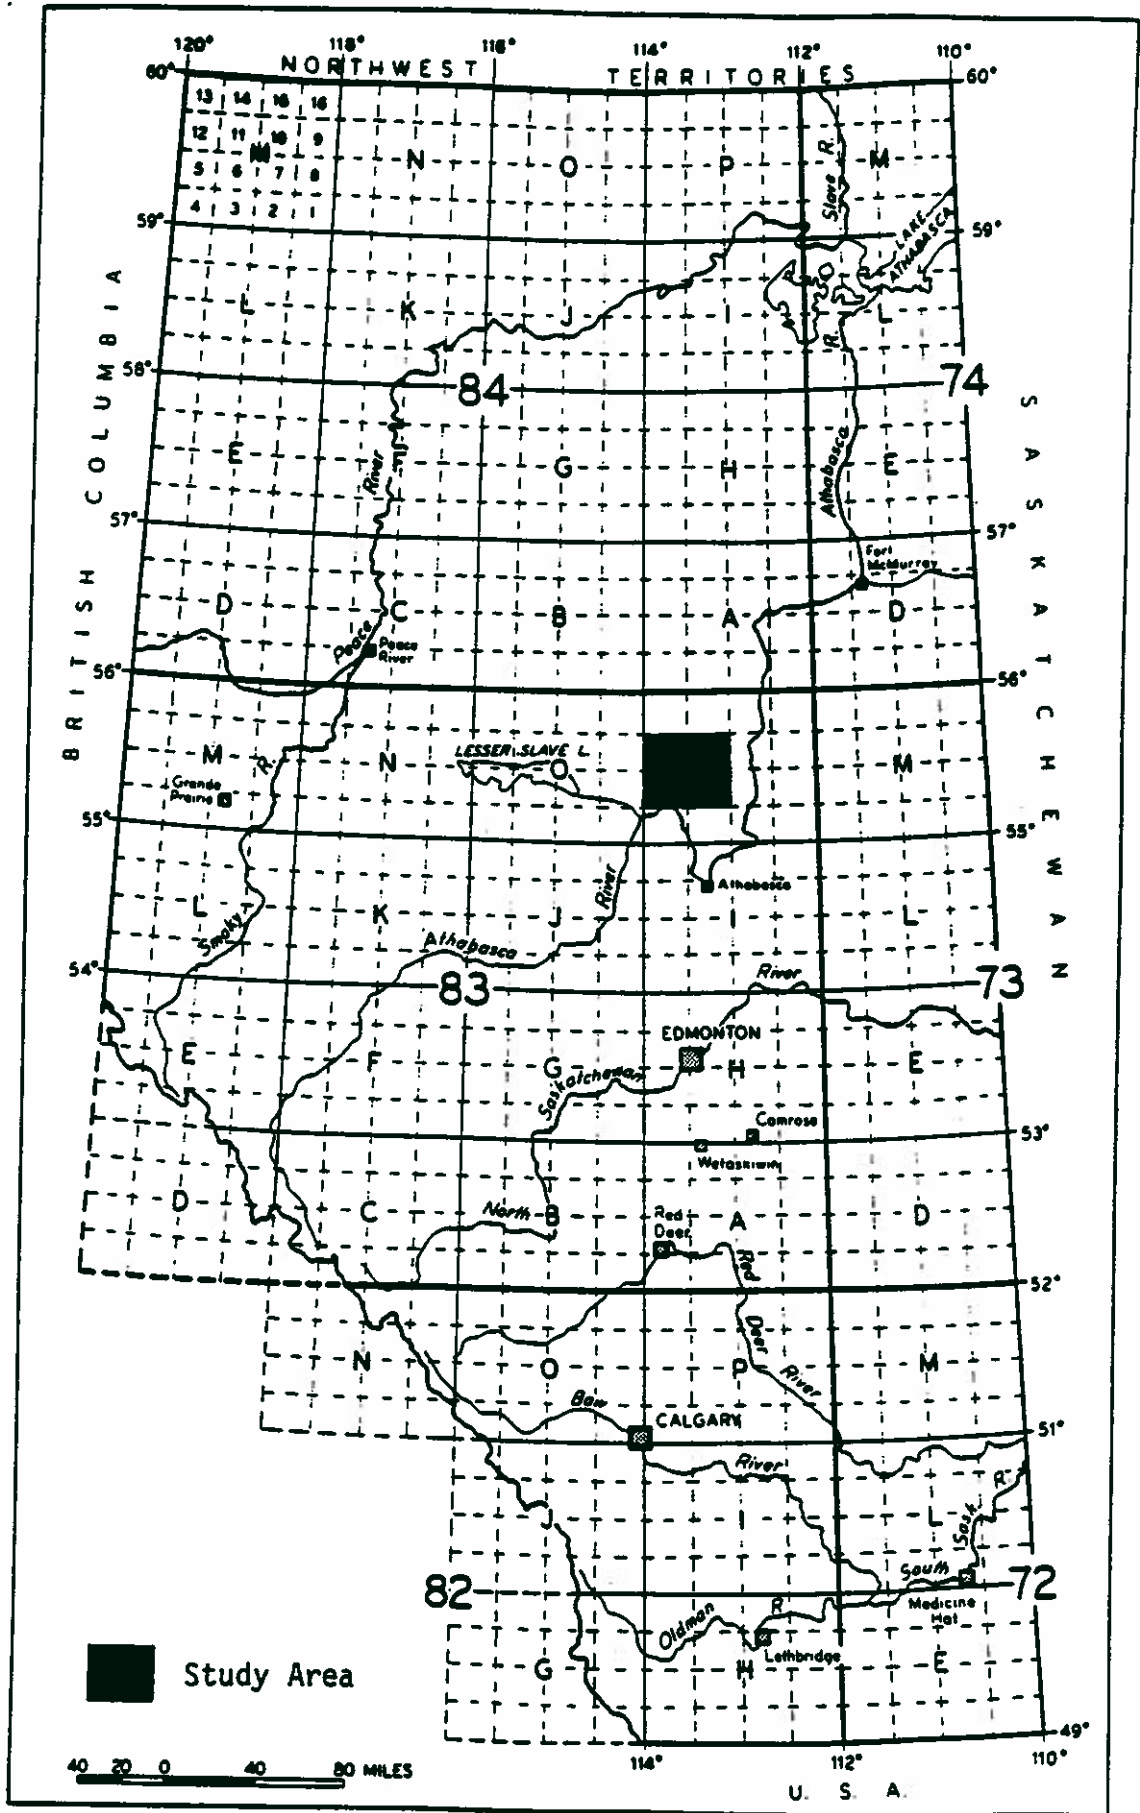 120° 118° 116° 114° 112° 110°
NORTHWEST TERRITORIES
60° 60°
13 14 15 16
12 11 10 9
M N O P M
5 6 7 8
4 3 2 1
Slave R.
59° 59°
LAKE
ATHABASCA
BRITISH COLUMBIA
SASKATCHEWAN
L K J I L
R.
58° 84 74
E G H E
River
Athabasca
57° 57°
Fort
McMurray
D C B A D
Peace
Peace
River
56° 56°
LESSER SLAVE L.
M N O M
R.
Grande
Prairie
55° 55°
Athabasca
River
L K J I L
Smoky
Athabasca
54° 83 River 73
EDMONTON
E F G H E
Saskatchewan
Camrose
53°
Wetaskiwin
D C B A D
North
Red
Deer
Red
52°
Deer
N O P M
River
Bow
CALGARY
51°
River
R.
J I L
Sask.
South
82 72
Medicine
Hat
Oldman R.
Lethbridge
G H E
Study Area
49°
40 20 0 40 80 MILES
114° 112° 110°
U. S. A.